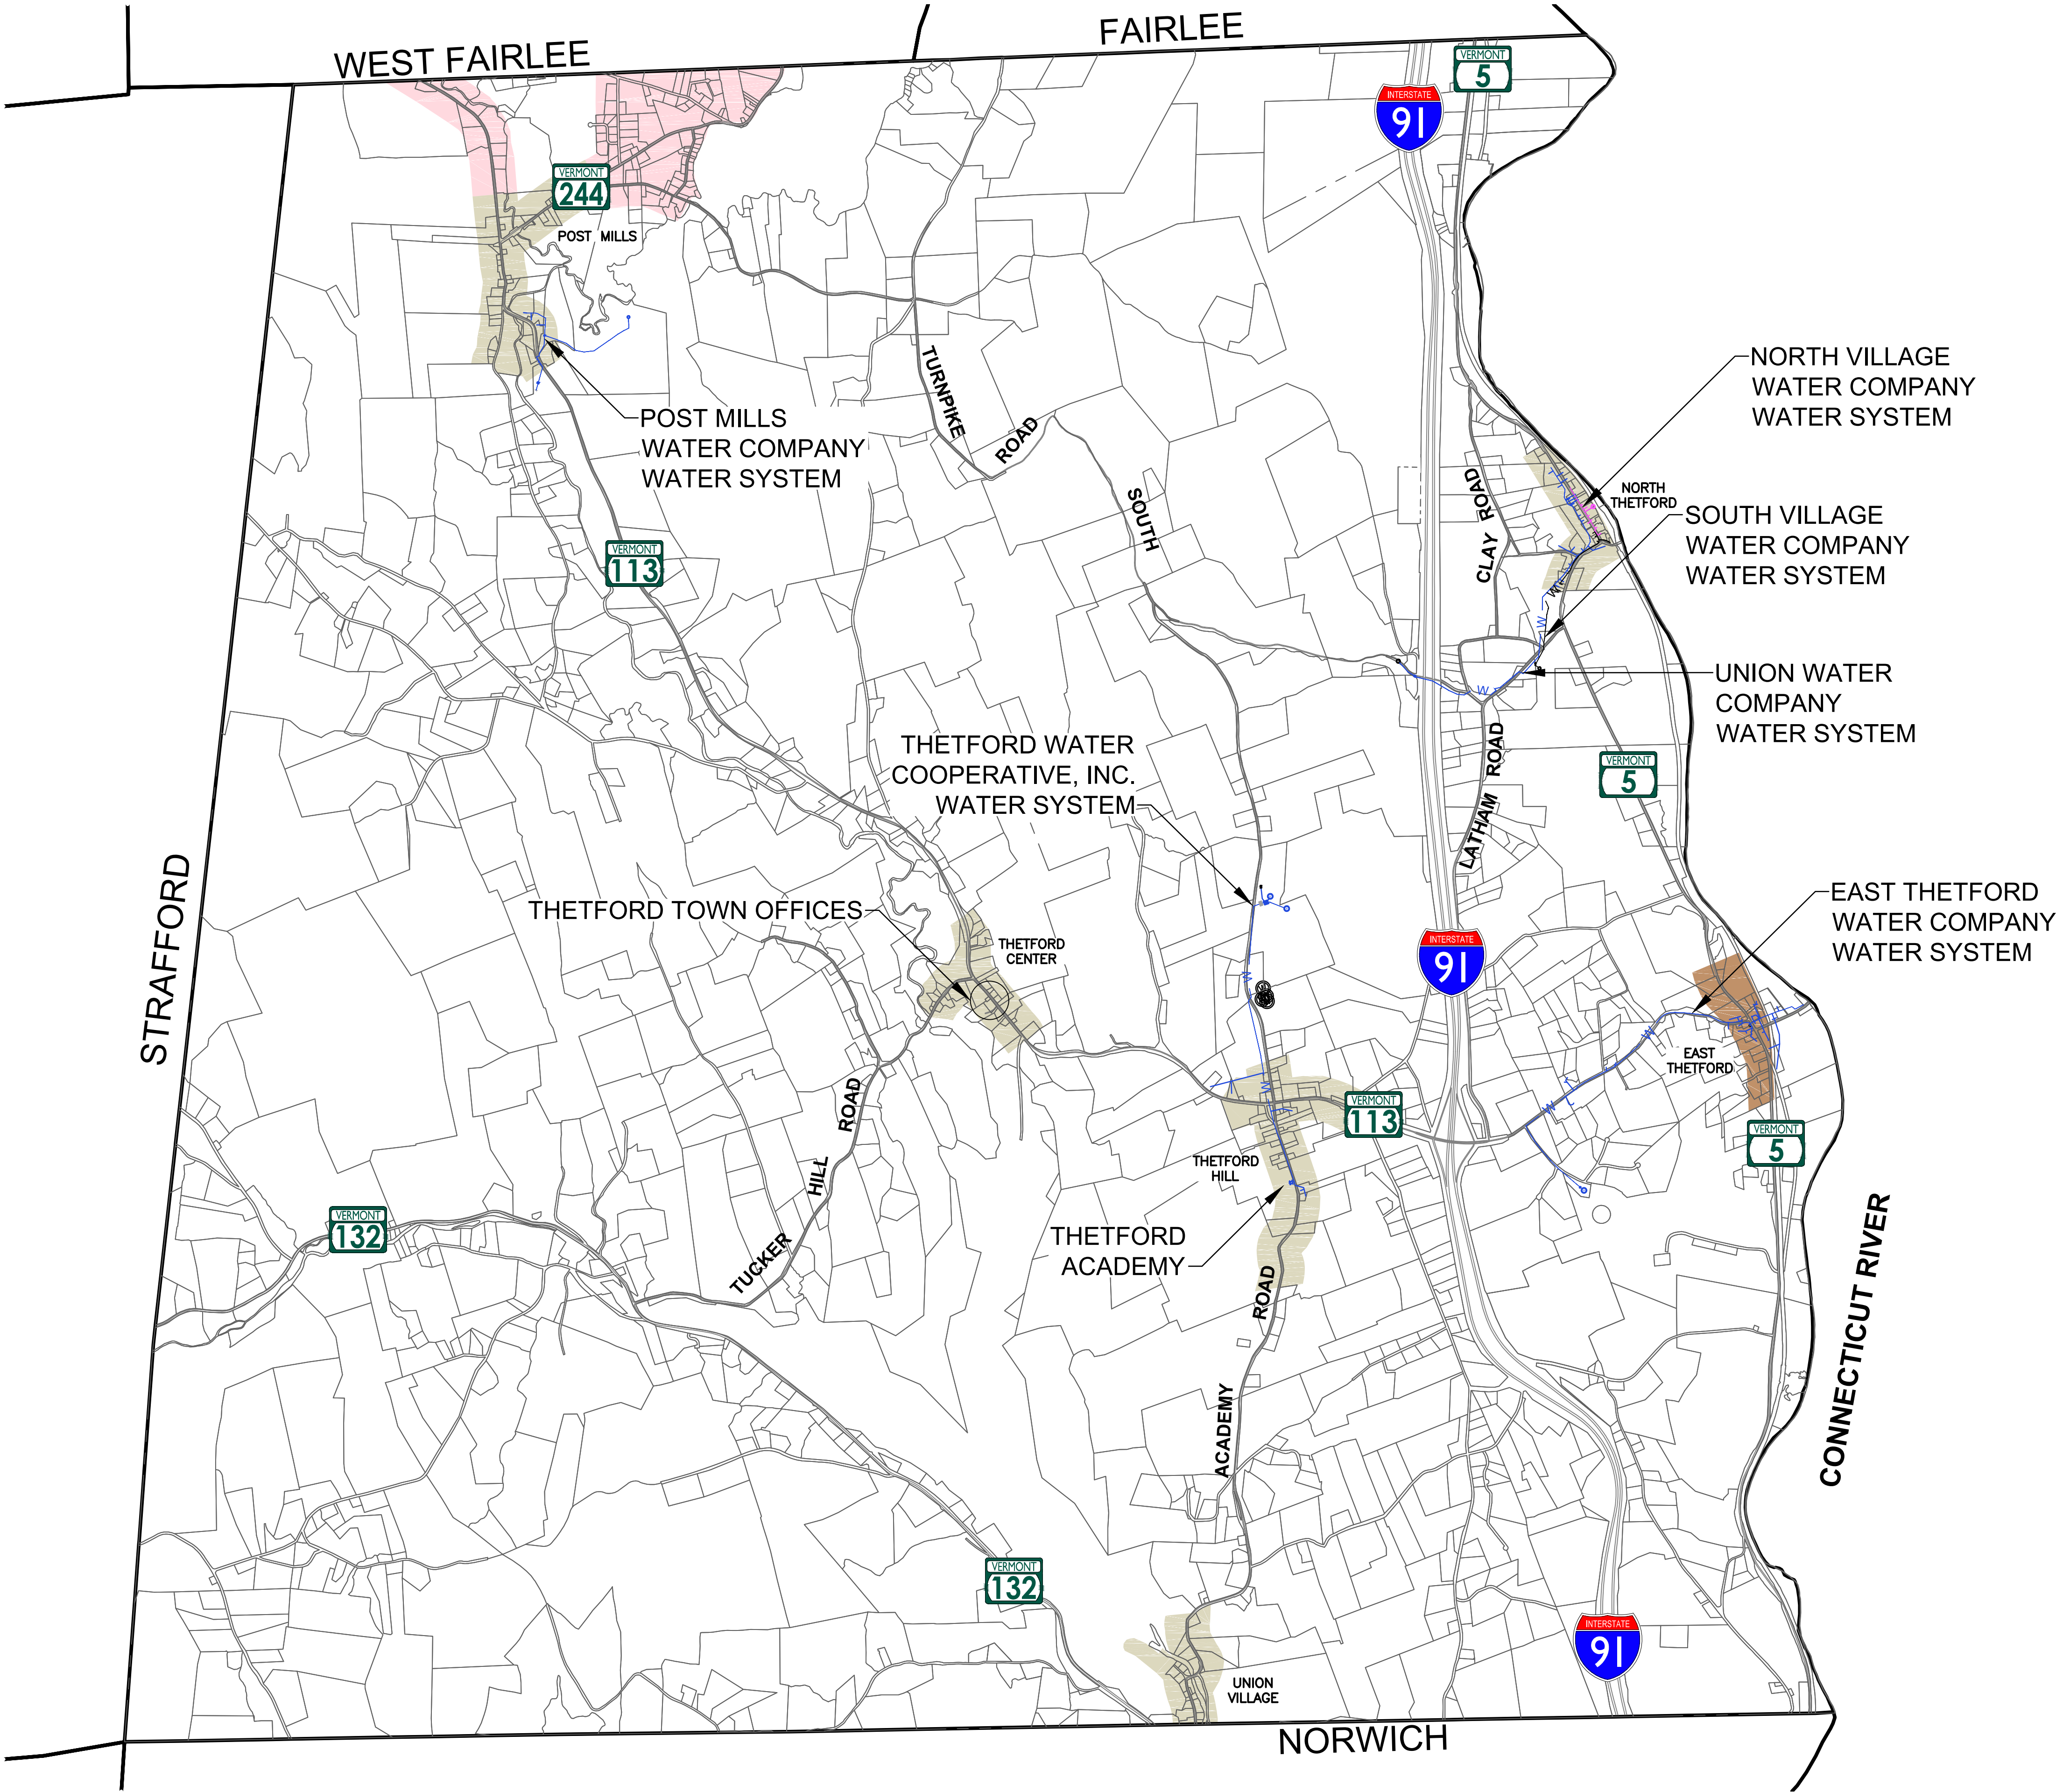 WEST FAIRLEE
FAIRLEE
VERMONT
5
INTERSTATE
91
VERMONT
244
POST MILLS
NORTH VILLAGE
WATER COMPANY
WATER SYSTEM
TURNPIKE
ROAD
POST MILLS
WATER COMPANY
WATER SYSTEM
SOUTH
CLAY ROAD
NORTH
THETFORD
SOUTH VILLAGE
WATER COMPANY
WATER SYSTEM
VERMONT
113
W
W
W
W
UNION WATER
COMPANY
WATER SYSTEM
THETFORD WATER
COOPERATIVE, INC.
WATER SYSTEM
LATHAM ROAD
VERMONT
5
STRAFFORD
THETFORD TOWN OFFICES
THETFORD
CENTER
INTERSTATE
91
EAST THETFORD
WATER COMPANY
WATER SYSTEM
W
W
W
W
EAST
THETFORD
TUCKER HILL ROAD
VERMONT
113
VERMONT
5
THETFORD
HILL
THETFORD
ACADEMY
VERMONT
132
ACADEMY ROAD
CONNECTICUT RIVER
VERMONT
132
INTERSTATE
91
UNION
VILLAGE
NORWICH